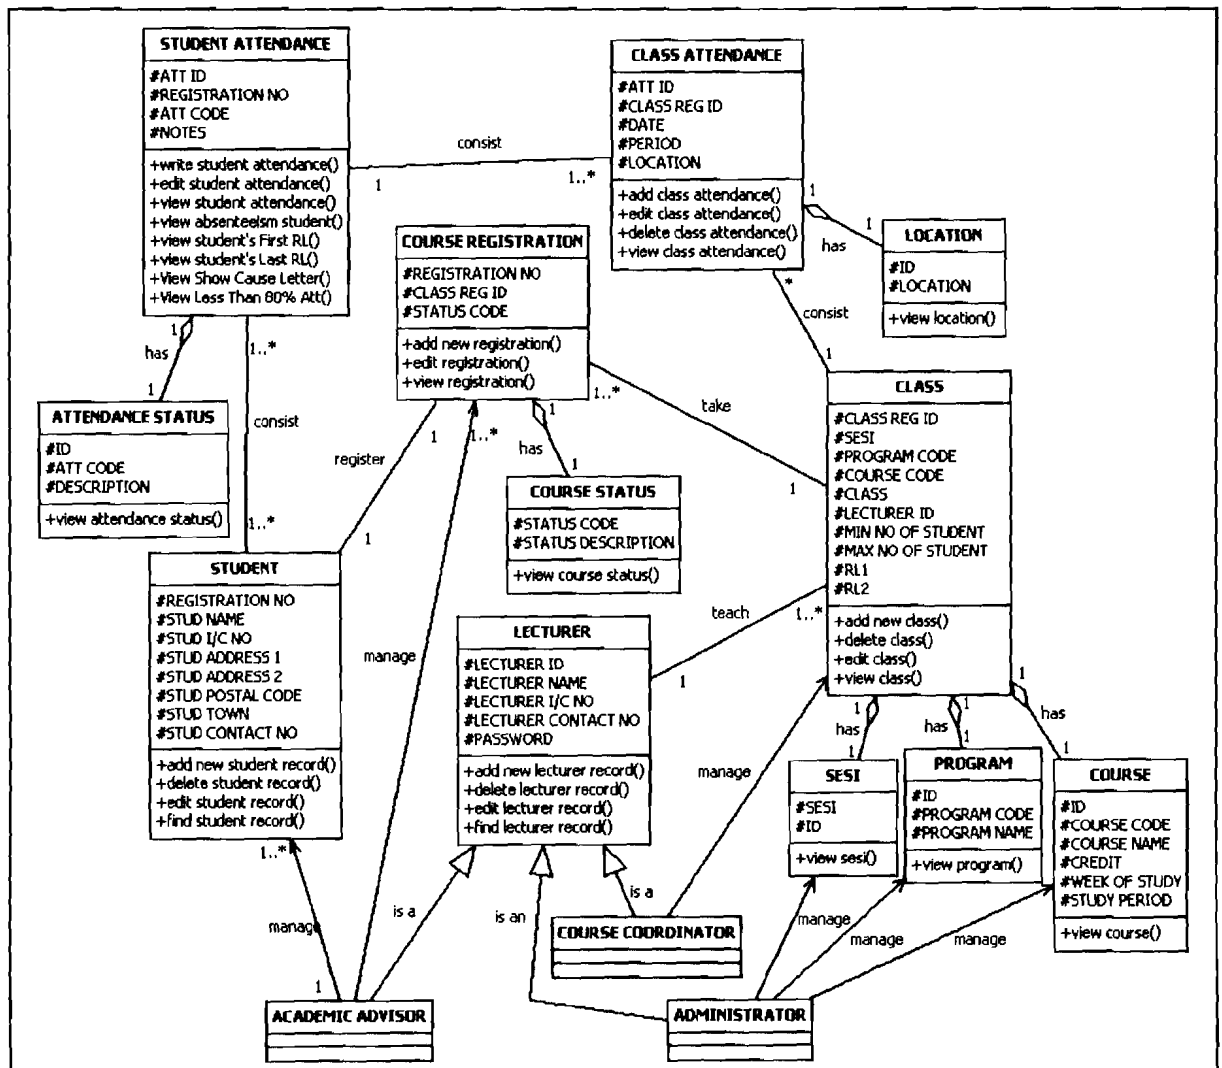 STUDENT ATTENDANCE
#ATT ID
#REGISTRATION NO
#ATT CODE
#NOTES
+write student attendance()
+edit student attendance()
+view student attendance()
+view absenteeism student()
+view student's First RL()
+view student's Last RL()
+View Show Cause Letter()
+View Less Than 80% Att()
consist
1
1..*
CLASS ATTENDANCE
#ATT ID
#CLASS REG ID
#DATE
#PERIOD
#LOCATION
+add class attendance()
+edit class attendance()
+delete class attendance()
+view class attendance()
1
has
1
LOCATION
#ID
#LOCATION
+view location()
COURSE REGISTRATION
#REGISTRATION NO
#CLASS REG ID
#STATUS CODE
+add new registration()
+edit registration()
+view registration()
1
has
1
ATTENDANCE STATUS
#ID
#ATT CODE
#DESCRIPTION
+view attendance status()
1..*
consist
1..*
*
consist
1
1..*
take
1
1
register
1
1..*
manage
1
has
1
COURSE STATUS
#STATUS CODE
#STATUS DESCRIPTION
+view course status()
CLASS
#CLASS REG ID
#SESI
#PROGRAM CODE
#COURSE CODE
#CLASS
#LECTURER ID
#MIN NO OF STUDENT
#MAX NO OF STUDENT
#RL1
#RL2
+add new class()
+delete class()
+edit class()
+view class()
STUDENT
#REGISTRATION NO
#STUD NAME
#STUD I/C NO
#STUD ADDRESS 1
#STUD ADDRESS 2
#STUD POSTAL CODE
#STUD TOWN
#STUD CONTACT NO
+add new student record()
+delete student record()
+edit student record()
+find student record()
LECTURER
#LECTURER ID
#LECTURER NAME
#LECTURER I/C NO
#LECTURER CONTACT NO
#PASSWORD
+add new lecturer record()
+delete lecturer record()
+edit lecturer record()
+find lecturer record()
teach
1..*
1
manage
1
has
1
1
has
1
1
has
1
SESI
#SESI
#ID
+view sesi()
PROGRAM
#ID
#PROGRAM CODE
#PROGRAM NAME
+view program()
COURSE
#ID
#COURSE CODE
#COURSE NAME
#CREDIT
#WEEK OF STUDY
#STUDY PERIOD
+view course()
1..*
manage
1
is a
is an
is a
manage
manage
manage
COURSE COORDINATOR
ACADEMIC ADVISOR
ADMINISTRATOR